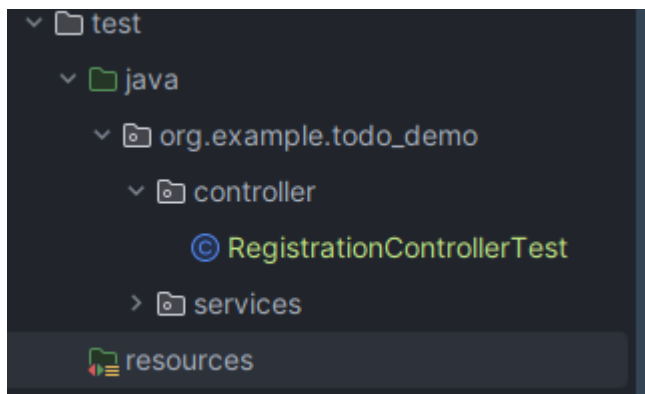 test
java
org.example.todo_demo
controller
RegistrationControllerTest
services
resources